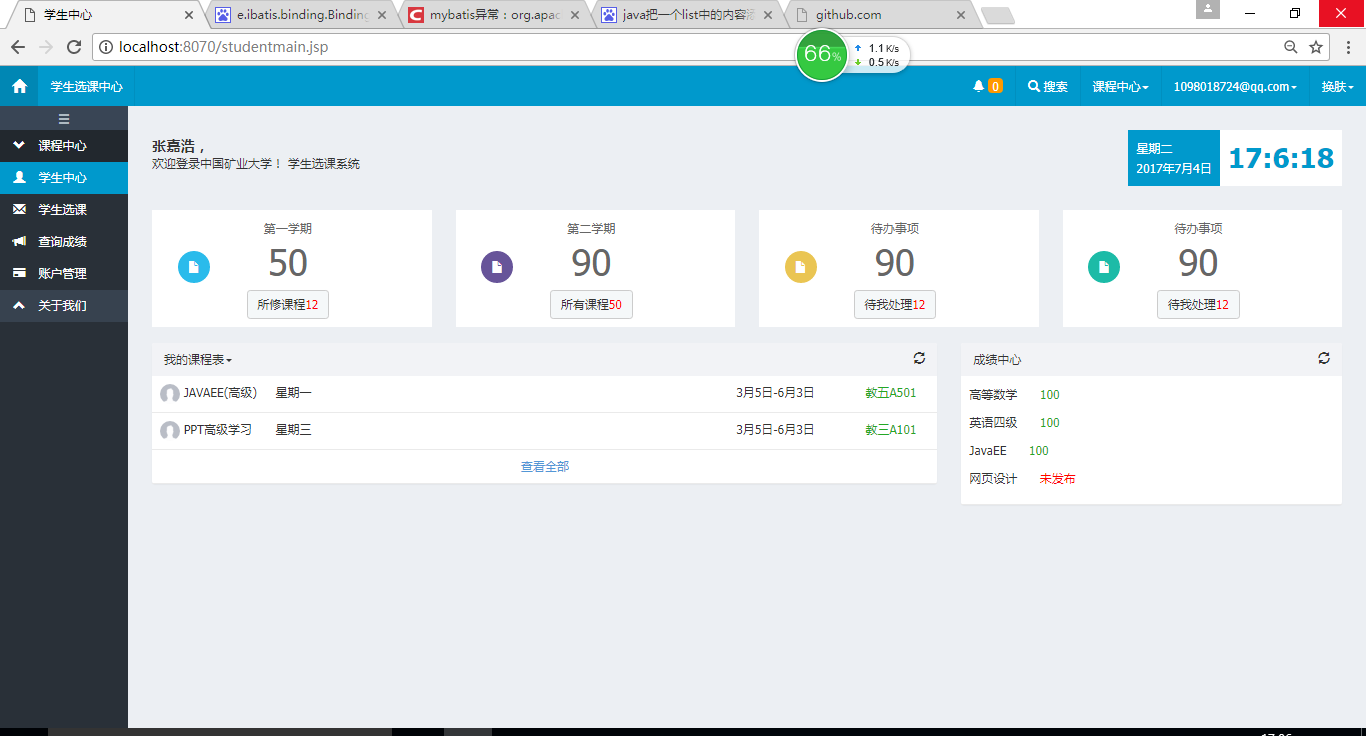 学生中心
e.ibatis.binding.Binding
mybatis异常：org.apac
java把一个list中的内容添
github.com
localhost:8070/studentmain.jsp
66%
1.1 K/s
0.5 K/s
学生选课中心
0
搜索
课程中心
1098018724@qq.com
换肤
课程中心
学生中心
学生选课
查询成绩
账户管理
关于我们
张嘉浩，
欢迎登录中国矿业大学！ 学生选课系统
星期二
2017年7月4日
17:6:18
第一学期
50
所修课程12
第二学期
90
所有课程50
待办事项
90
待我处理12
待办事项
90
待我处理12
我的课程表
JAVAEE(高级) 星期一 3月5日-6月3日 教五A501
PPT高级学习 星期三 3月5日-6月3日 教三A101
查看全部
成绩中心
高等数学 100
英语四级 100
JavaEE 100
网页设计 未发布